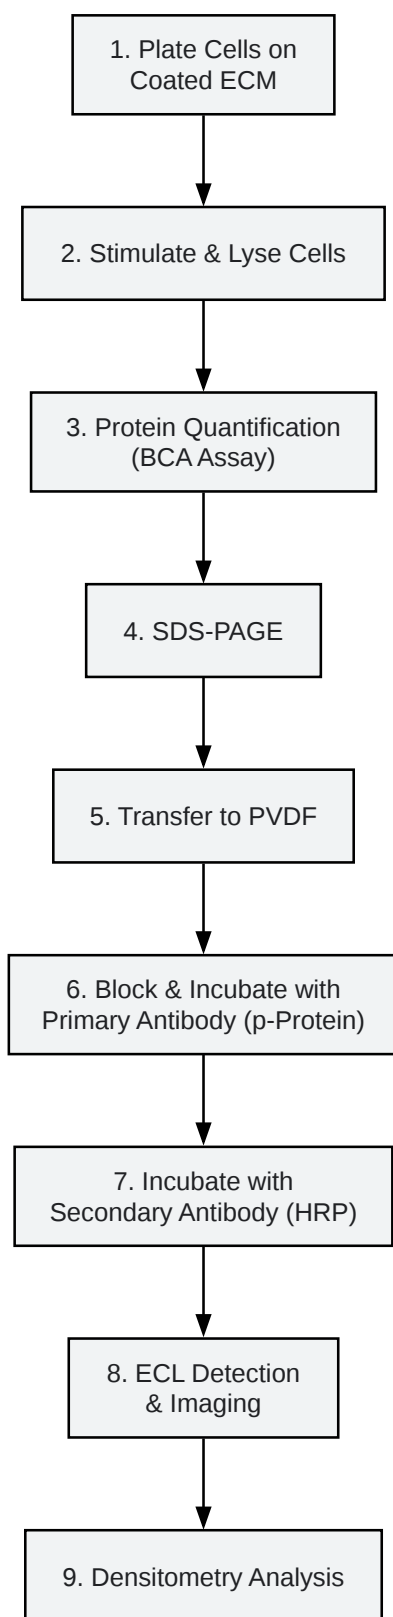 1. Plate Cells on
Coated ECM
2. Stimulate & Lyse Cells
3. Protein Quantification
(BCA Assay)
4. SDS-PAGE
5. Transfer to PVDF
6. Block & Incubate with
Primary Antibody (p-Protein)
7. Incubate with
Secondary Antibody (HRP)
8. ECL Detection
& Imaging
9. Densitometry Analysis